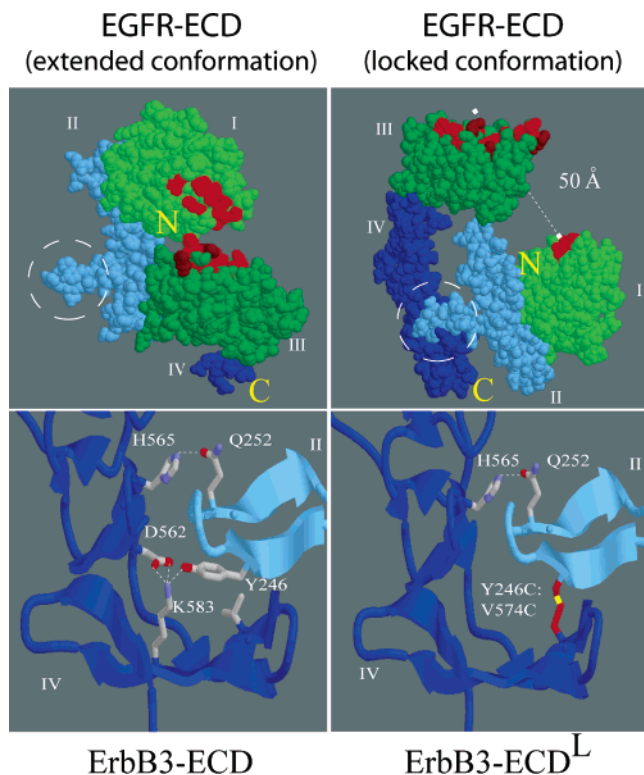 EGFR-ECD
(extended conformation)
EGFR-ECD
(locked conformation)
II
I
N
III
IV
C
III
50 Å
IV
N
I
C
II
H565
Q252
II
D562
Y246
K583
IV
H565
Q252
II
Y246C:
V574C
IV
ErbB3-ECD
ErbB3-ECD^L